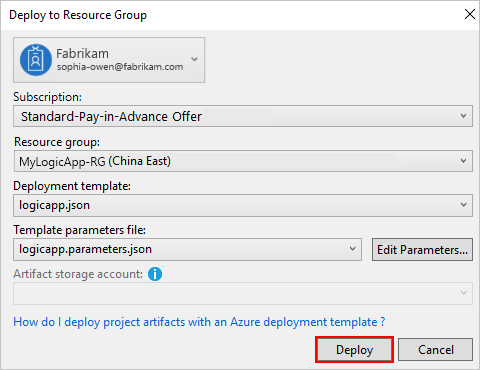 Deploy to Resource Group
Fabrikam
sophia-owen@fabrikam.com
Subscription:
Standard-Pay-in-Advance Offer
Resource group:
MyLogicApp-RG (China East)
Deployment template:
logicapp.json
Template parameters file:
logicapp.parameters.json
Edit Parameters...
Artifact storage account:
How do I deploy project artifacts with an Azure deployment template ?
Deploy
Cancel